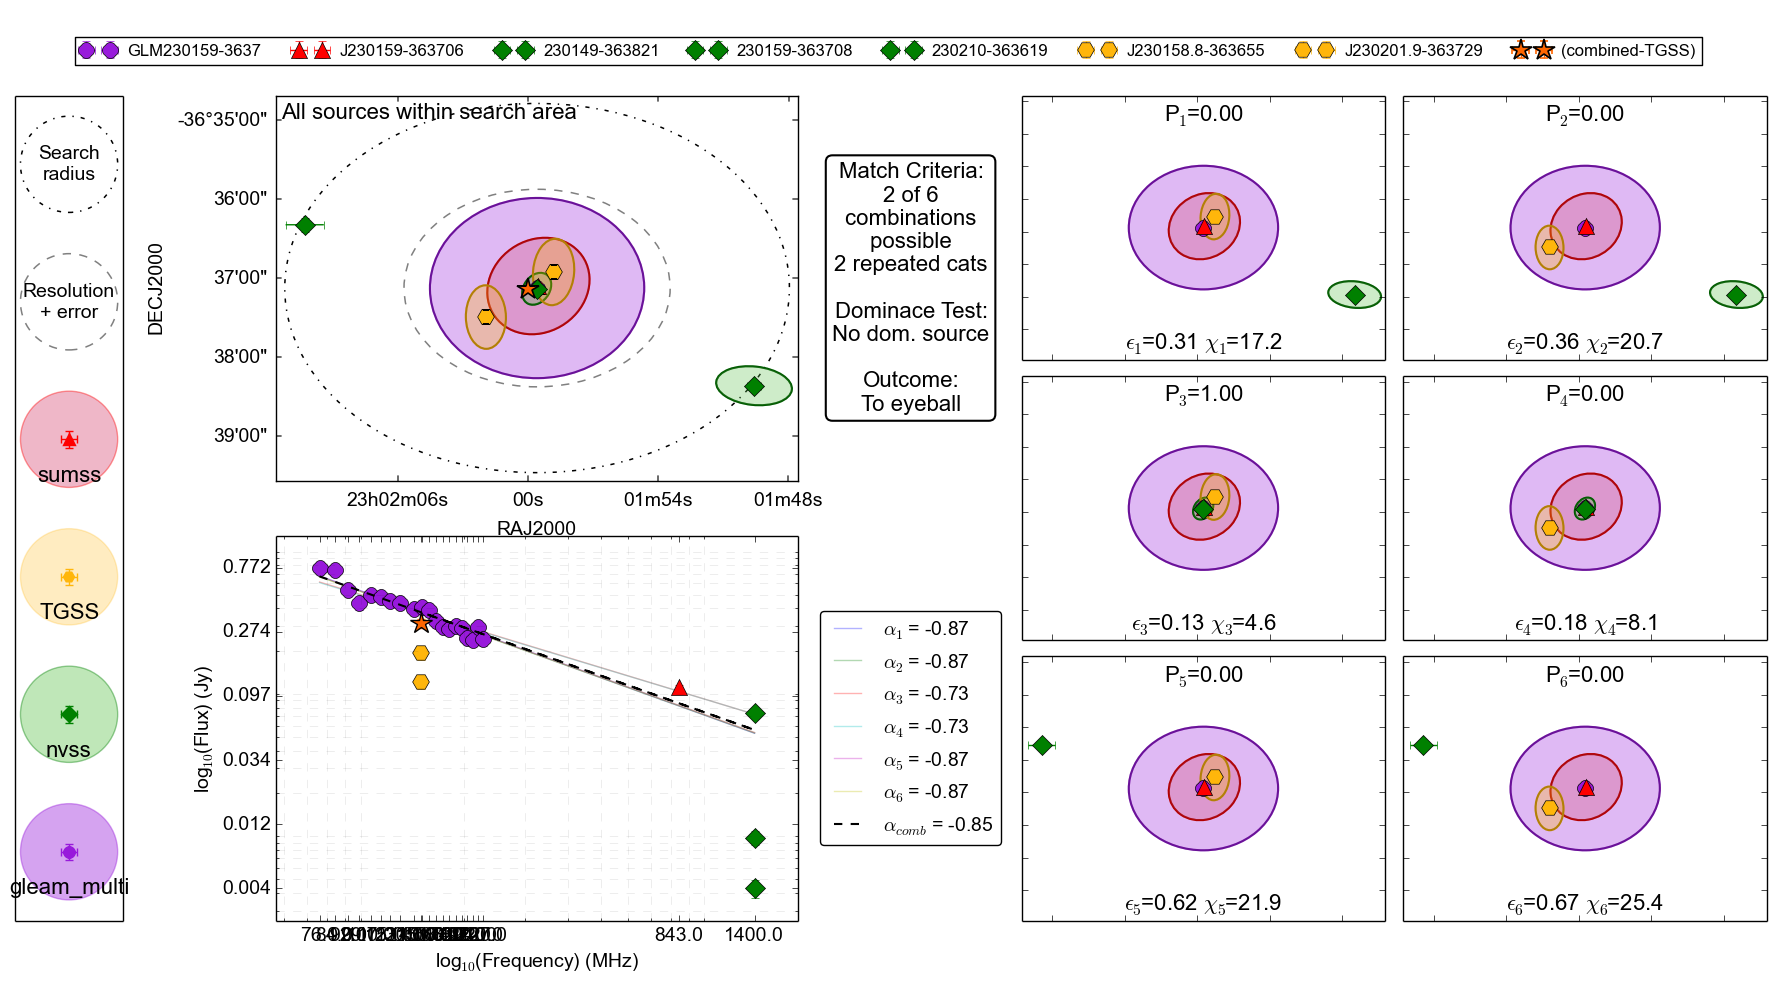 GLM230159-3637 J230159-363706 230149-363821 230159-363708 230210-363619 J230158.8-363655 J230201.9-363729 (combined-TGSS)
Search
radius
Resolution
+ error
sumss
TGSS
nvss
gleam_multi
All sources within search area
DECJ2000
-36°35'00"
36'00"
37'00"
38'00"
39'00"
23h02m06s 00s 01m54s 01m48s
RAJ2000
Match Criteria:
2 of 6
combinations
possible
2 repeated cats
Dominace Test:
No dom. source
Outcome:
To eyeball
log10(Flux) (Jy)
0.772
0.274
0.097
0.034
0.012
0.004
843.0 1400.0
log10(Frequency) (MHz)
α1 = -0.87
α2 = -0.87
α3 = -0.73
α4 = -0.73
α5 = -0.87
α6 = -0.87
αcomb = -0.85
P1=0.00
ϵ1=0.31 χ1=17.2
P2=0.00
ϵ2=0.36 χ2=20.7
P3=1.00
ϵ3=0.13 χ3=4.6
P4=0.00
ϵ4=0.18 χ4=8.1
P5=0.00
ϵ5=0.62 χ5=21.9
P6=0.00
ϵ6=0.67 χ6=25.4